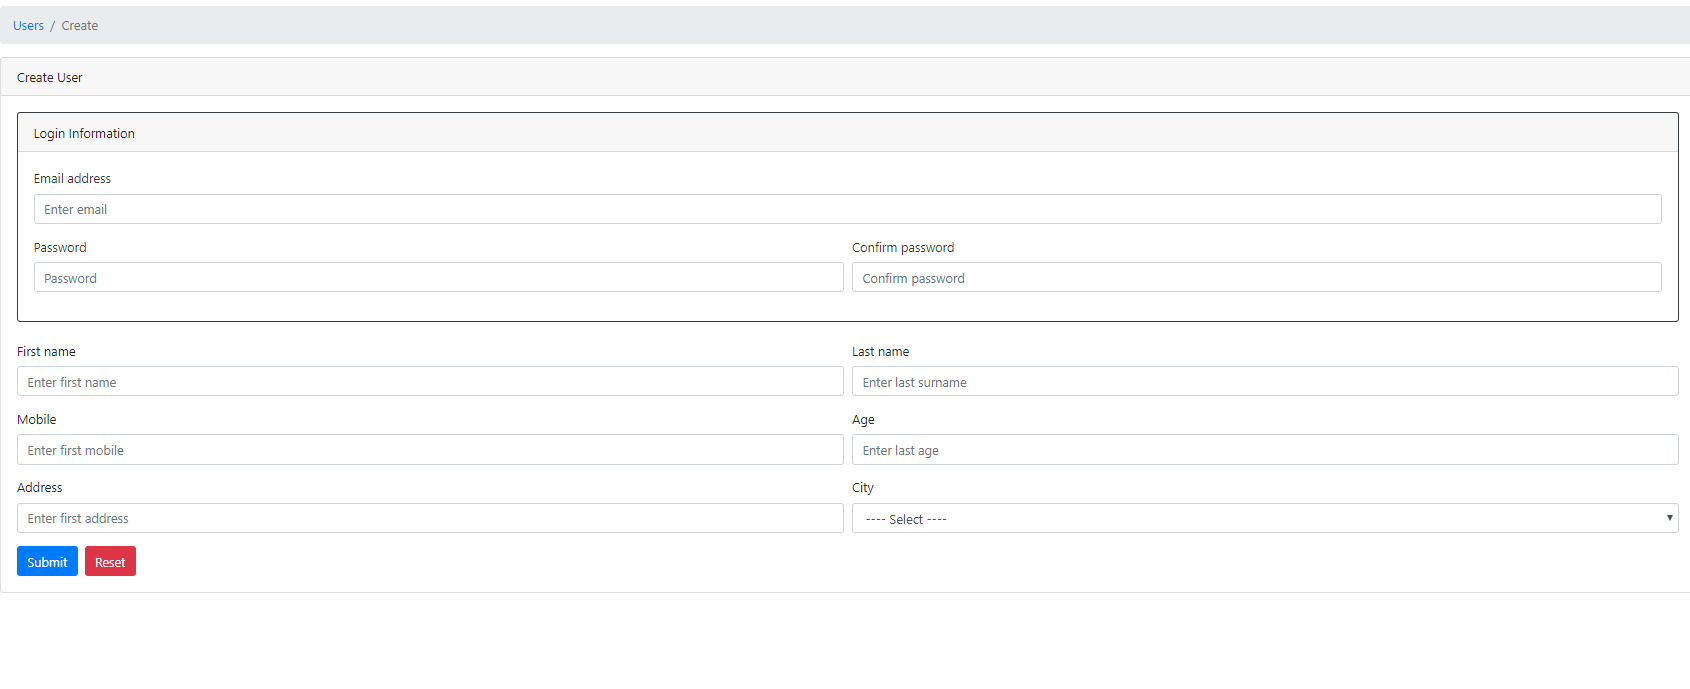 Users / Create
Create User
Login Information
Email address
Enter email
Password Confirm password
Password Confirm password
First name Last name
Enter first name Enter last surname
Mobile Age
Enter first mobile Enter last age
Address City
Enter first address ---- Select ----
Submit Reset